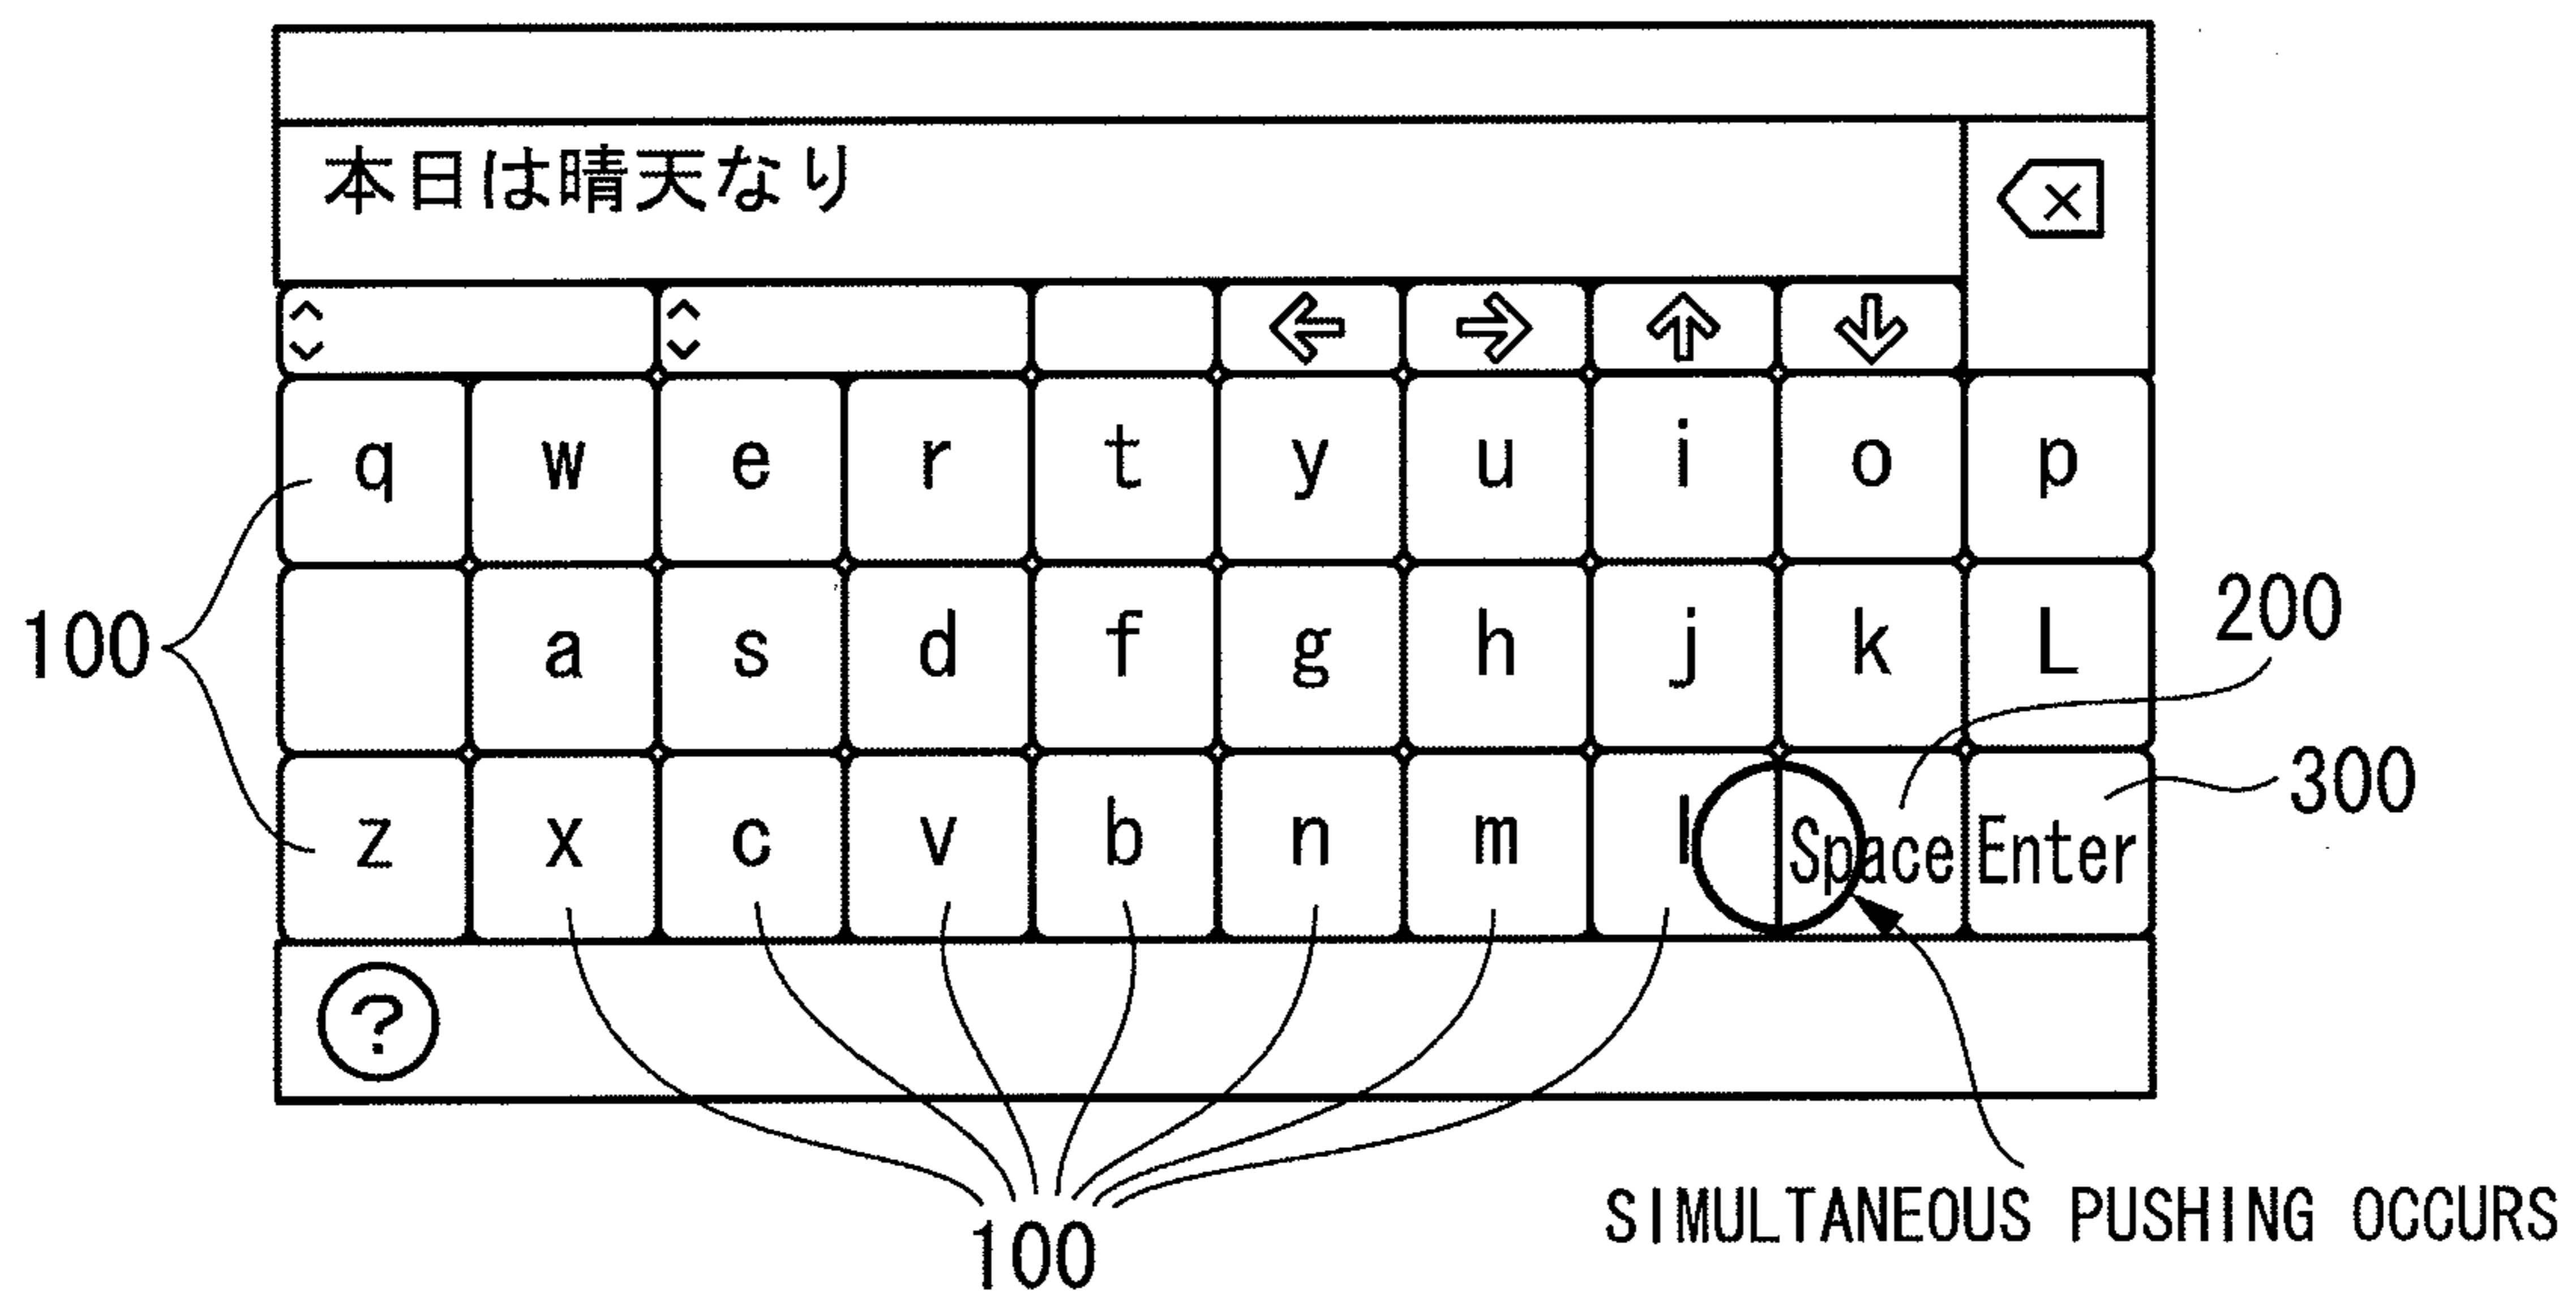 本日は晴天なり
q w e r t y u i o p
100 a s d f g h j k L 200
z x c v b n m l Space Enter 300
?
100
SIMULTANEOUS PUSHING OCCURS